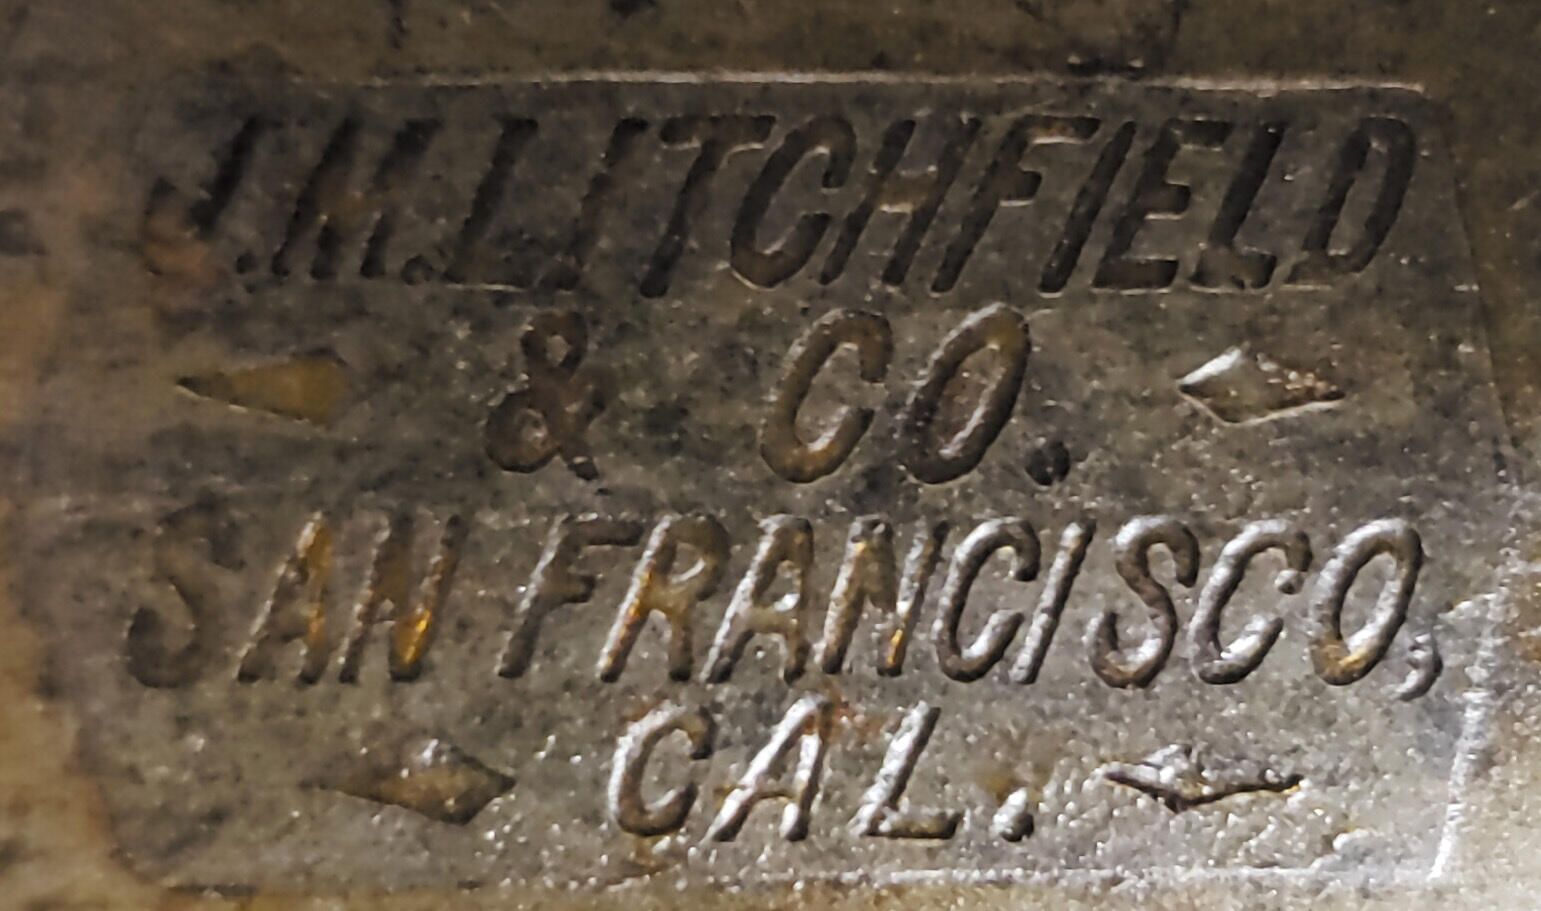 J.M.LITCHFIELD
& CO.
SAN FRANCISCO,
CAL.